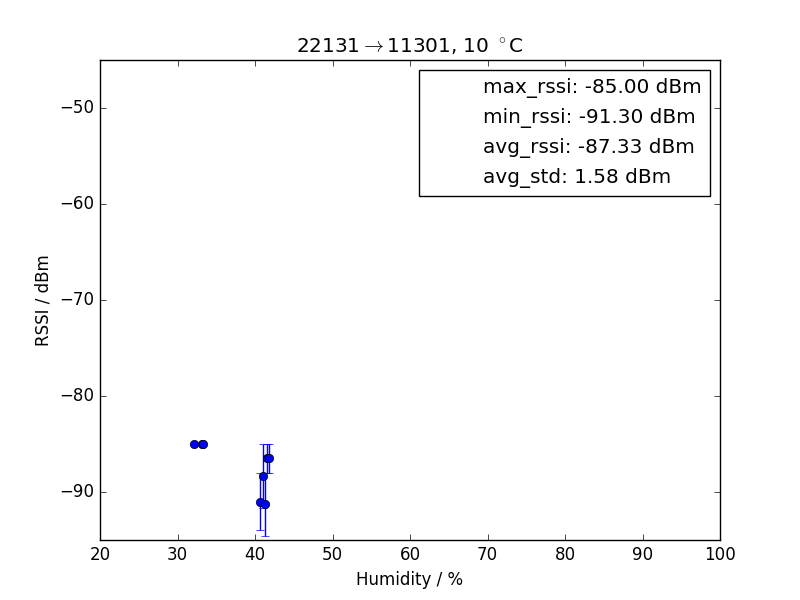 22131→11301, 10 °C
max_rssi: -85.00 dBm
min_rssi: -91.30 dBm
avg_rssi: -87.33 dBm
avg_std: 1.58 dBm
RSSI / dBm
−50
−60
−70
−80
−90
20 30 40 50 60 70 80 90 100
Humidity / %